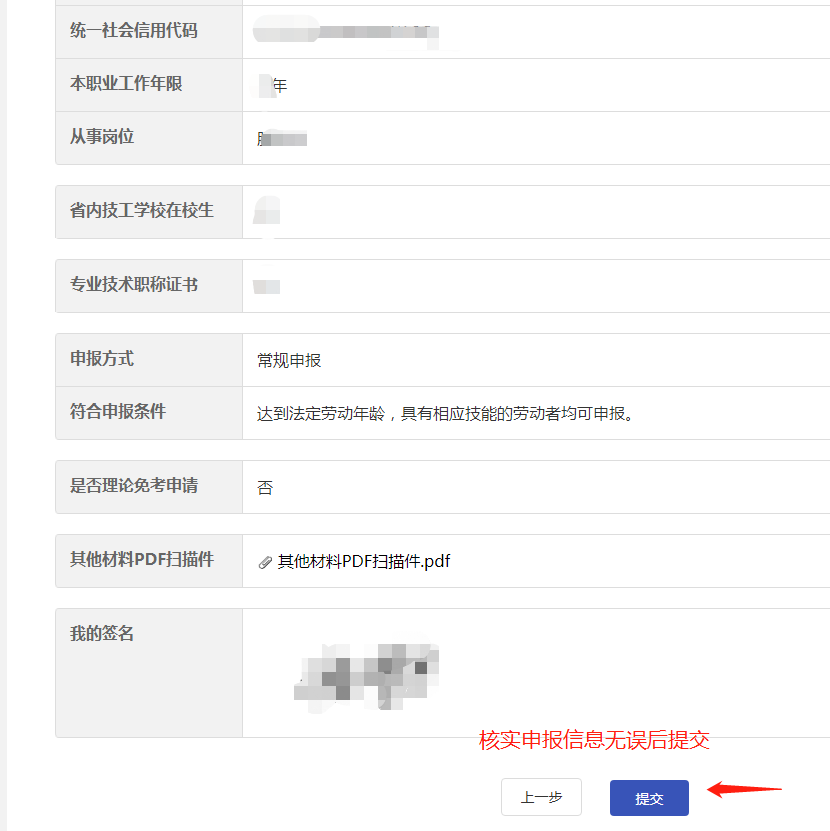 统一社会信用代码
本职业工作年限 年
从事岗位
省内技工学校在校生
专业技术职称证书
申报方式 常规申报
符合申报条件 达到法定劳动年龄，具有相应技能的劳动者均可申报。
是否理论免考申请 否
其他材料PDF扫描件 其他材料PDF扫描件.pdf
我的签名
核实申报信息无误后提交
上一步 提交